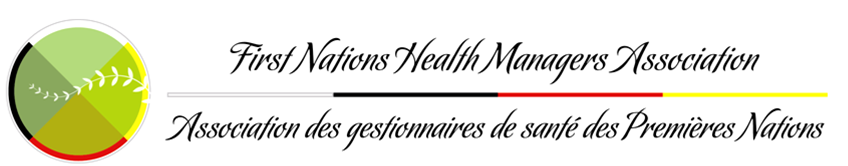 First Nations Health Managers Association
Association des gestionnaires de santé des Premières Nations